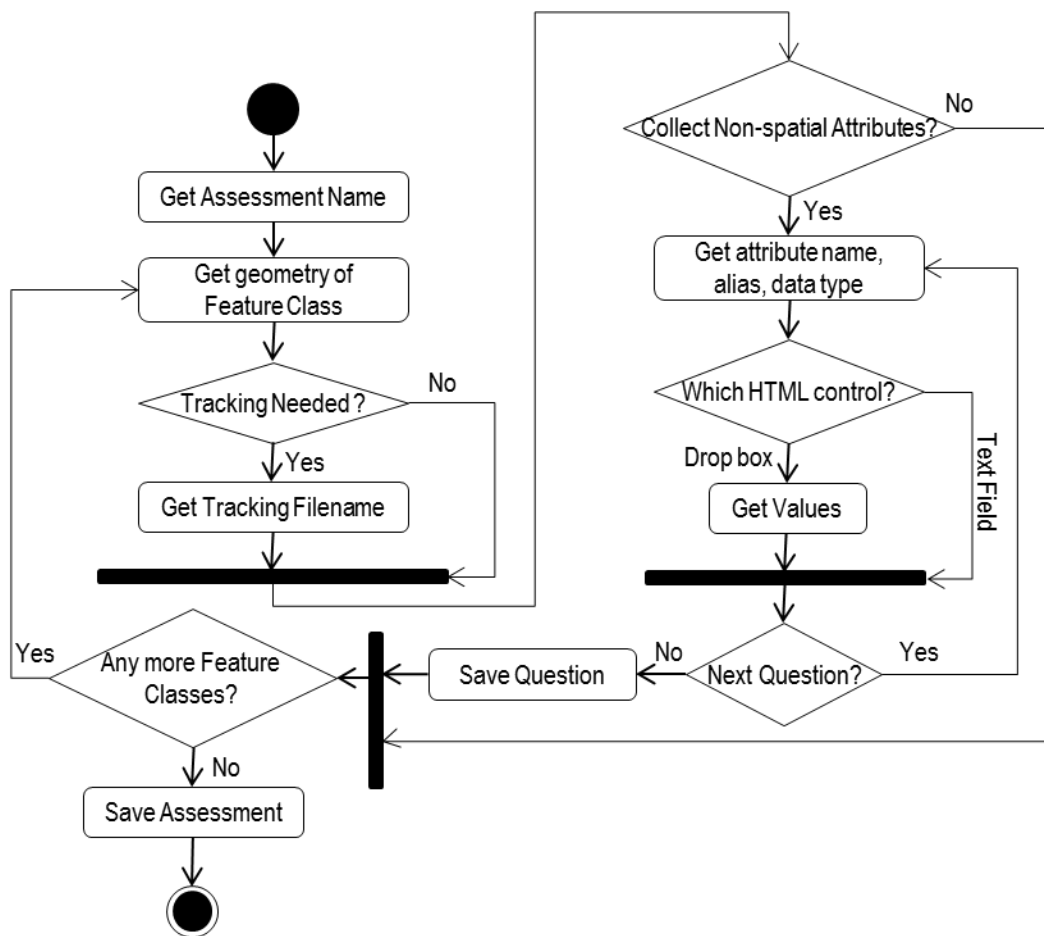 Get Assessment Name
Get geometry of
Feature Class
Tracking Needed ?
No
Yes
Get Tracking Filename
Collect Non-spatial Attributes?
No
Yes
Get attribute name,
alias, data type
Which HTML control?
Text Field
Drop box
Get Values
Next Question?
Yes
No
Save Question
Any more Feature
Classes?
Yes
No
Save Assessment